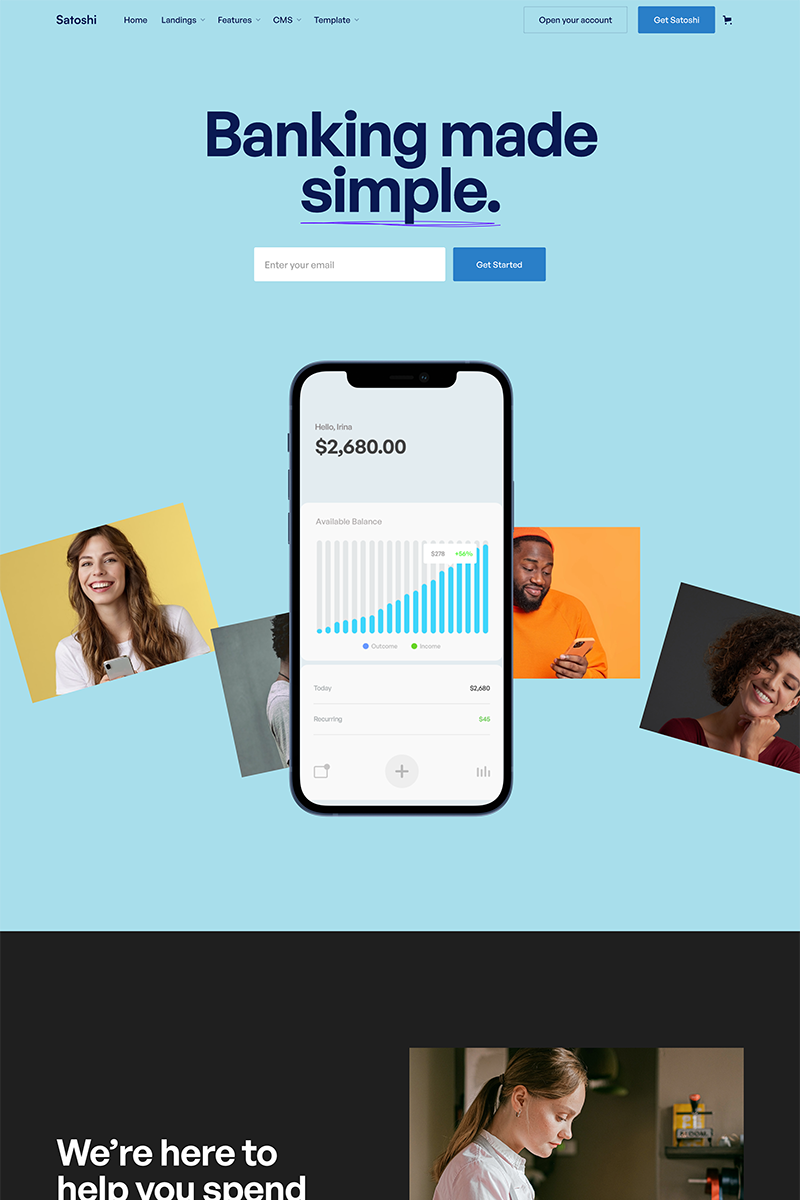 Satoshi Home Landings Features CMS Template Open your account Get Satoshi
Banking made
simple.
Enter your email Get Started
Hello, Irina
$2,680.00
Available Balance
$278 +56%
Outcome Income
Today $2,680
Recurring $45
We're here to
help you spend